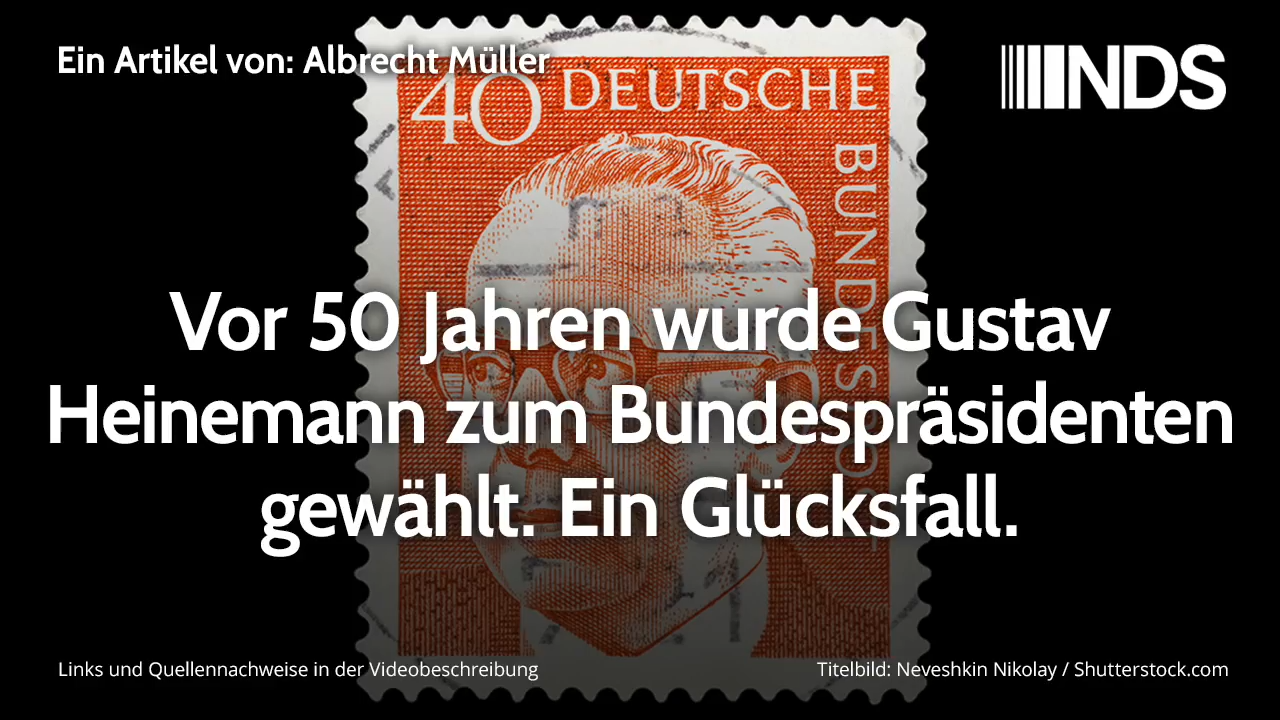 Ein Artikel von: Albrecht Müller
NDS
40 DEUTSCHE
BUNDESPOST
Vor 50 Jahren wurde Gustav
Heinemann zum Bundespräsidenten
gewählt. Ein Glücksfall.
Links und Quellennachweise in der Videobeschreibung
Titelbild: Neveshkin Nikolay / Shutterstock.com